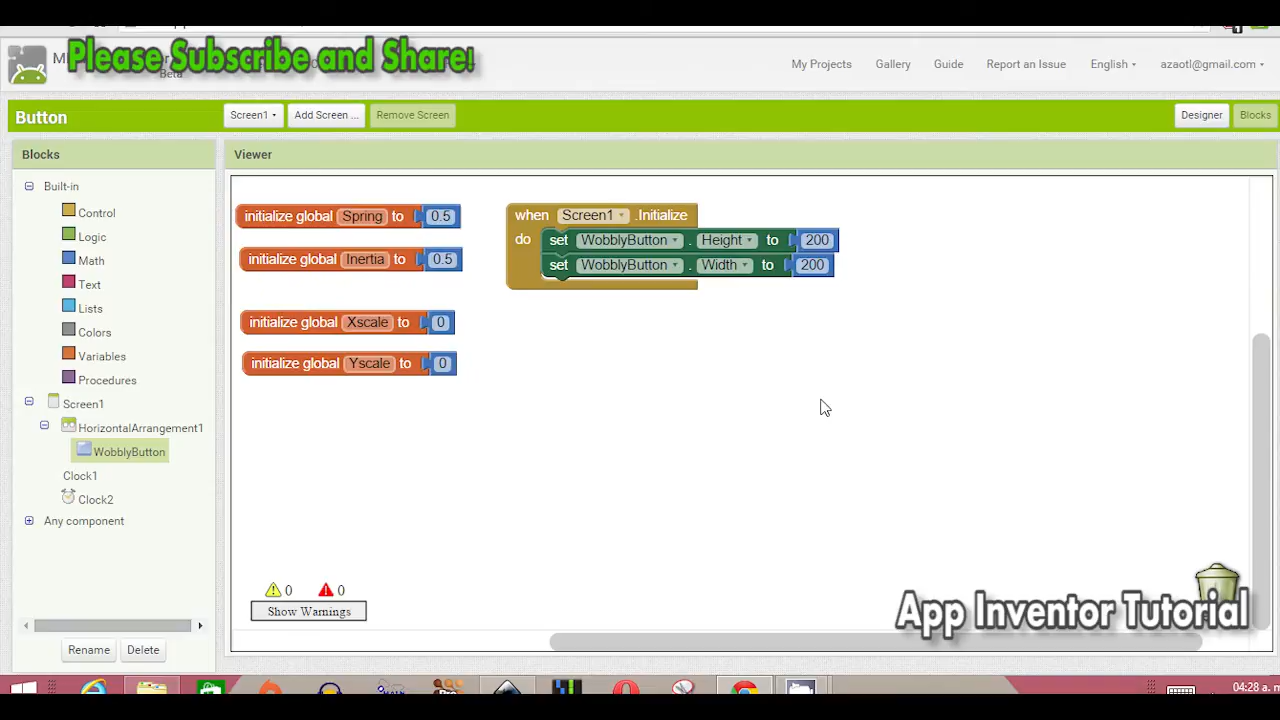 Please Subscribe and Share!
Beta
My Projects
Gallery
Guide
Report an Issue
English
azaotl@gmail.com
Button
Screen1
Add Screen ...
Remove Screen
Designer
Blocks
Blocks
Viewer
Built-in
Control
Logic
Math
Text
Lists
Colors
Variables
Procedures
Screen1
HorizontalArrangement1
WobblyButton
Clock1
Clock2
Any component
Rename
Delete
initialize global Spring to 0.5
initialize global Inertia to 0.5
initialize global Xscale to 0
initialize global Yscale to 0
when Screen1 .Initialize
do set WobblyButton . Height to 200
set WobblyButton . Width to 200
0 0
Show Warnings
App Inventor Tutorial
04:28 a.